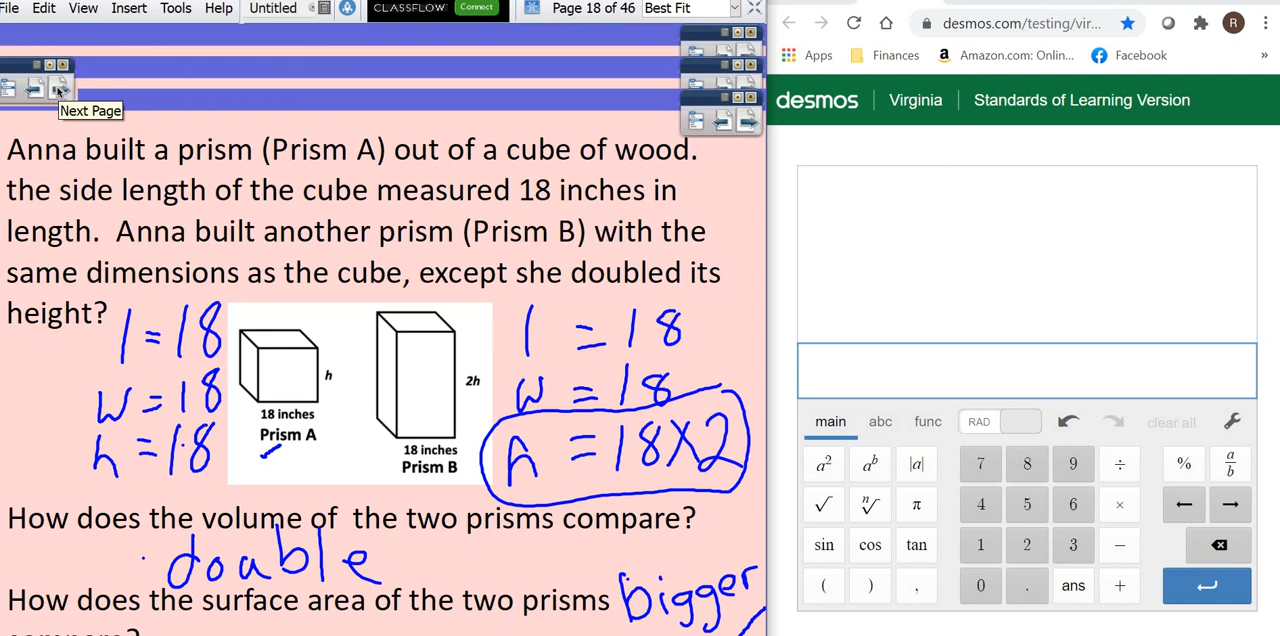 File Edit View Insert Tools Help Untitled CLASSFLOW Connect Page 18 of 46 Best Fit
Next Page
Anna built a prism (Prism A) out of a cube of wood.
the side length of the cube measured 18 inches in
length. Anna built another prism (Prism B) with the
same dimensions as the cube, except she doubled its
height?
l = 18
w = 18
h = 18
h
18 inches
Prism A
2h
18 inches
Prism B
l = 18
w = 18
h = 18 X 2
How does the volume of the two prisms compare?
double
How does the surface area of the two prisms
bigger
compare?
desmos.com/testing/vir... R
Apps Finances Amazon.com: Onlin... Facebook »
desmos Virginia Standards of Learning Version
main abc func RAD clear all
a² aᵇ |a| 7 8 9 ÷ % a/b
√ ⁿ√ π 4 5 6 × ← →
sin cos tan 1 2 3 −
( ) , 0 . ans +